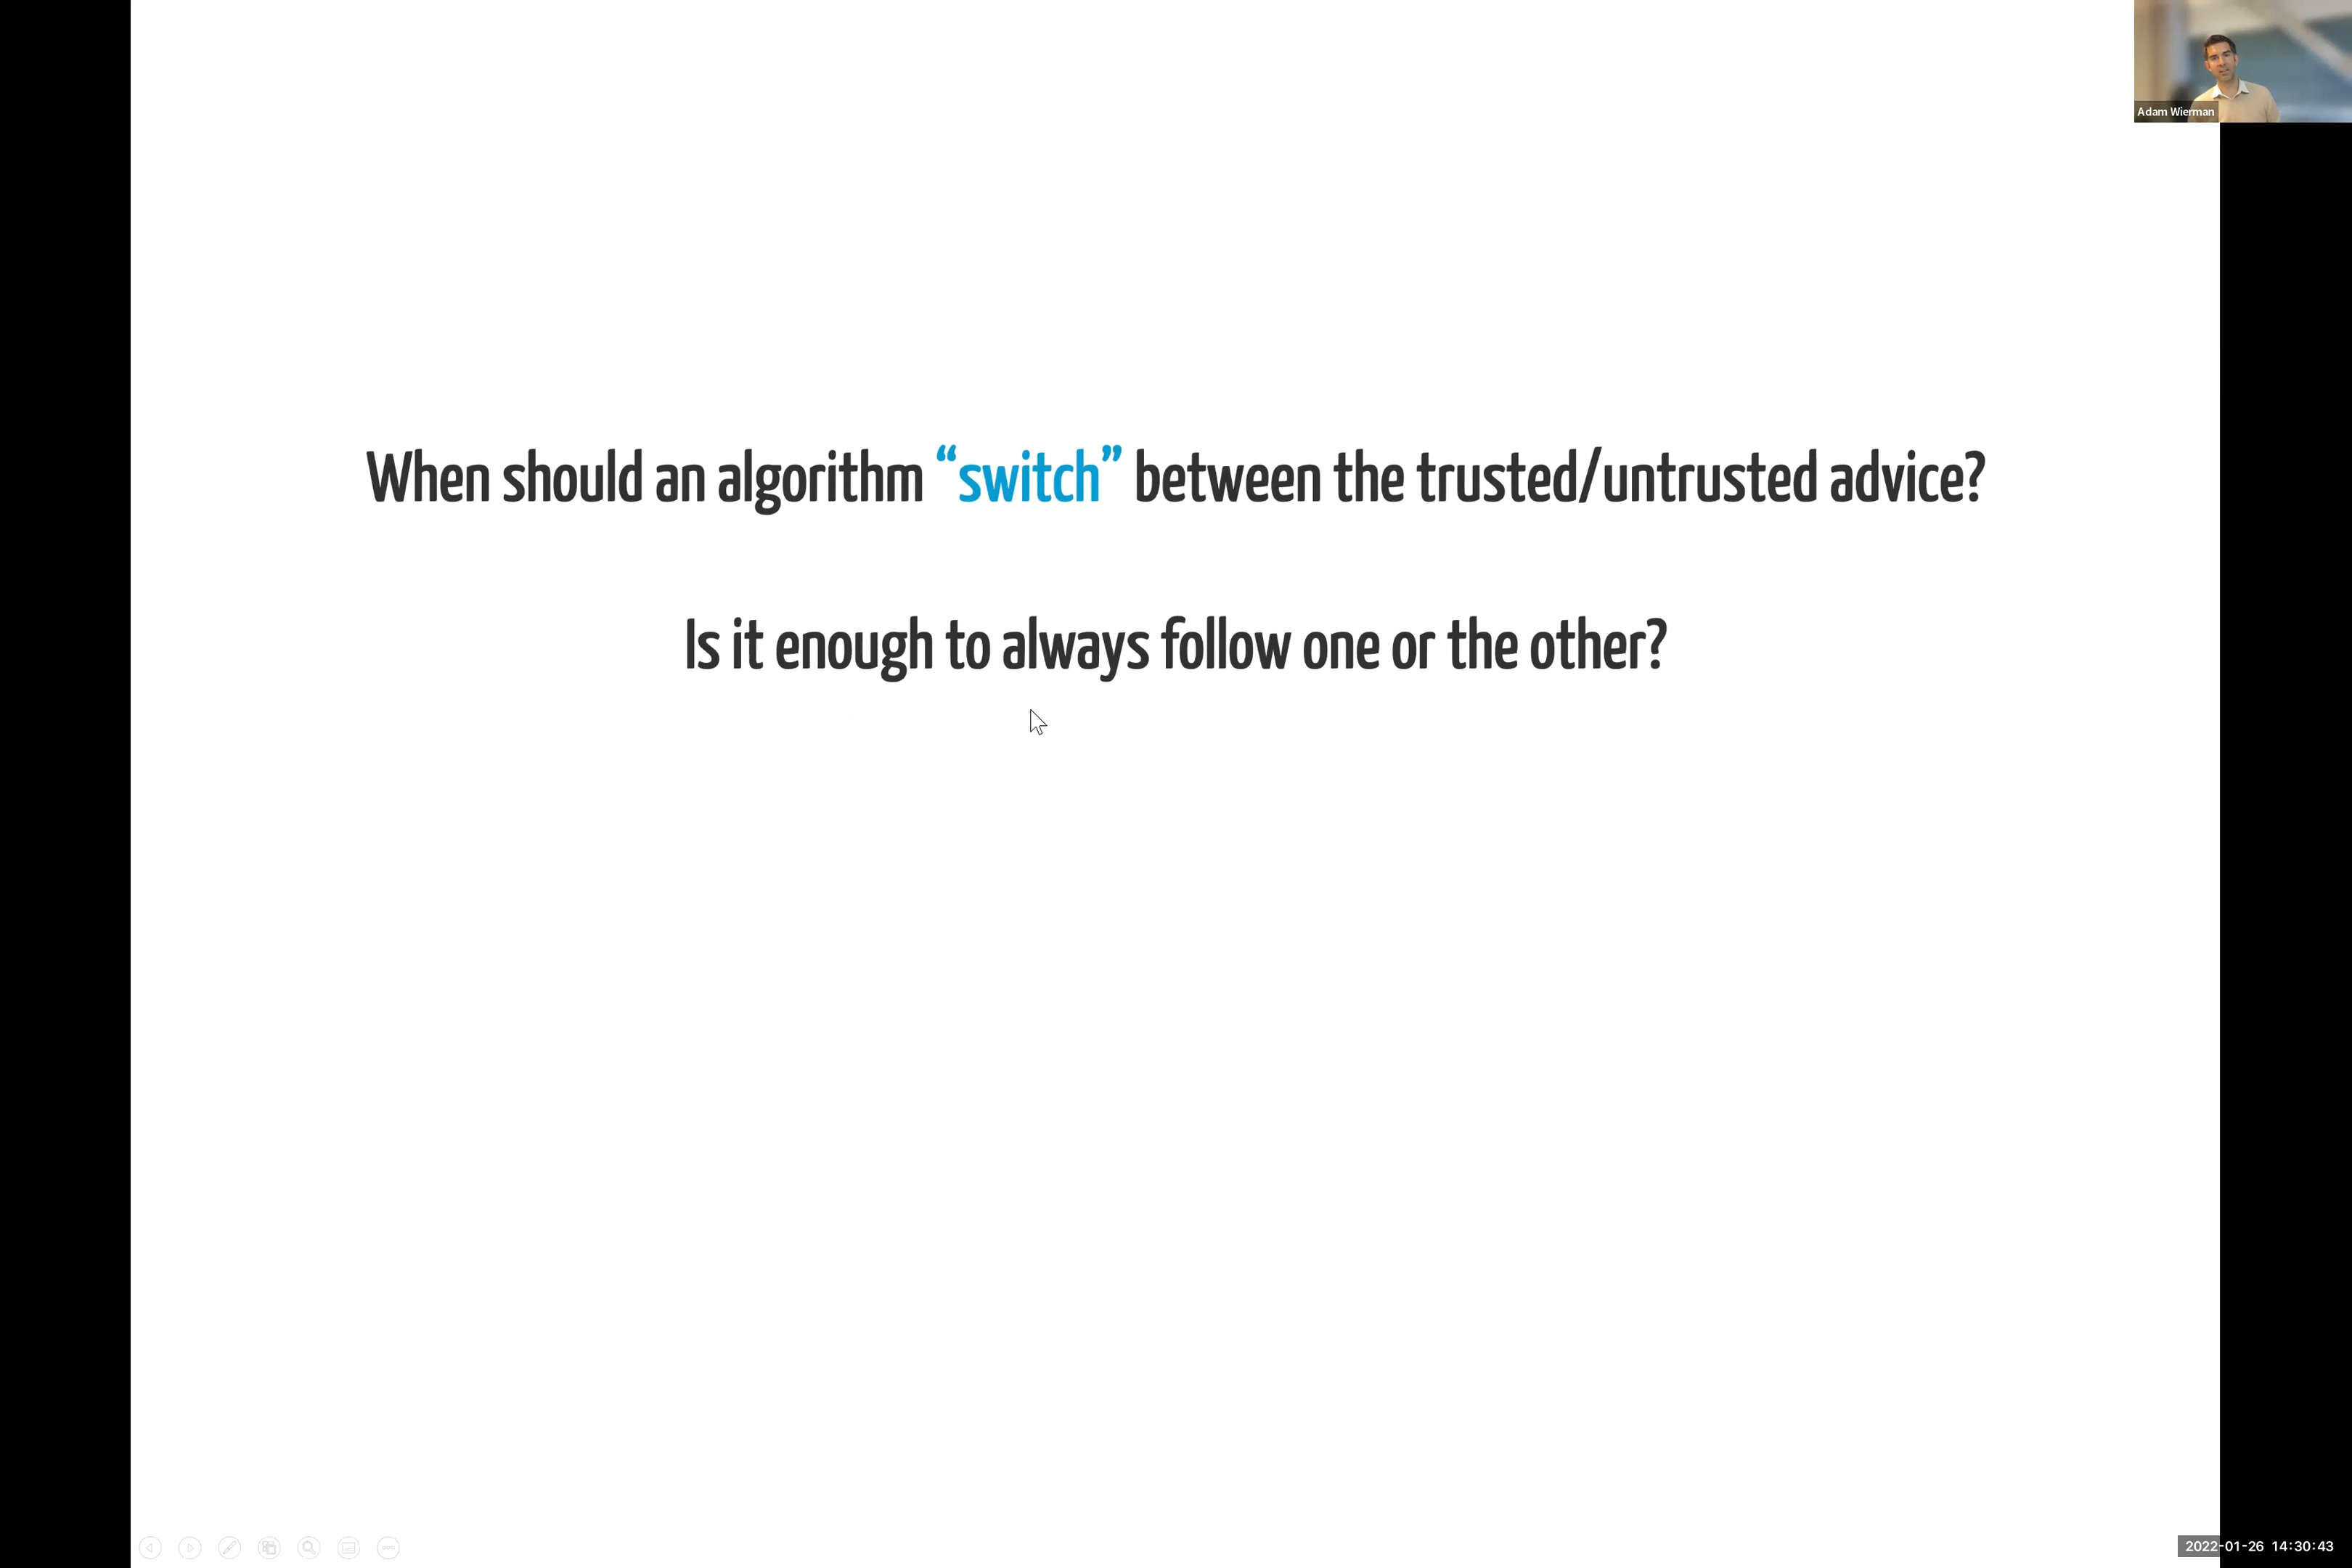 Adam Wierman
When should an algorithm “switch” between the trusted/untrusted advice?
Is it enough to always follow one or the other?
2022-01-26 14:30:43